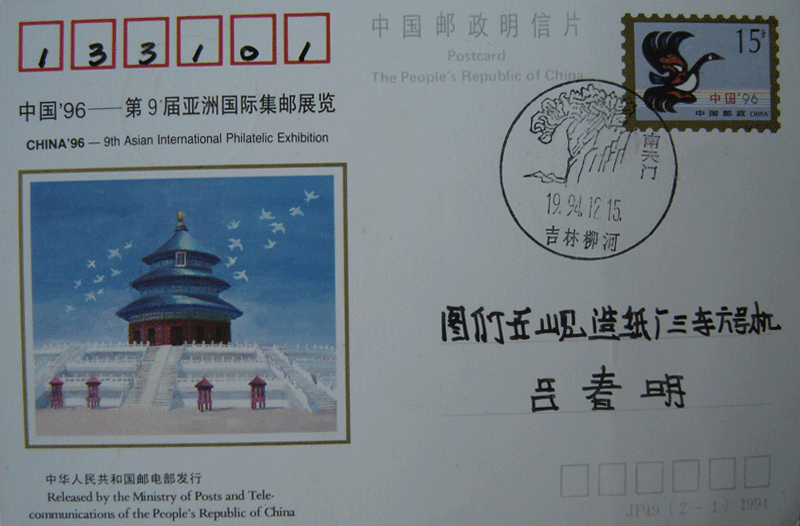 133101
中国'96——第9届亚洲国际集邮展览
CHINA'96 — 9th Asian International Philatelic Exhibition
中华人民共和国邮电部发行
Released by the Ministry of Posts and Tele-
communications of the People's Republic of China
中国邮政明信片
Postcard
The People's Republic of China
15分
中国'96
中国邮政 CHINA
南天门
19.94.12.15.
吉林柳河
图们五岘造纸厂三号机
吕春明
JP49 (2-1) 1994